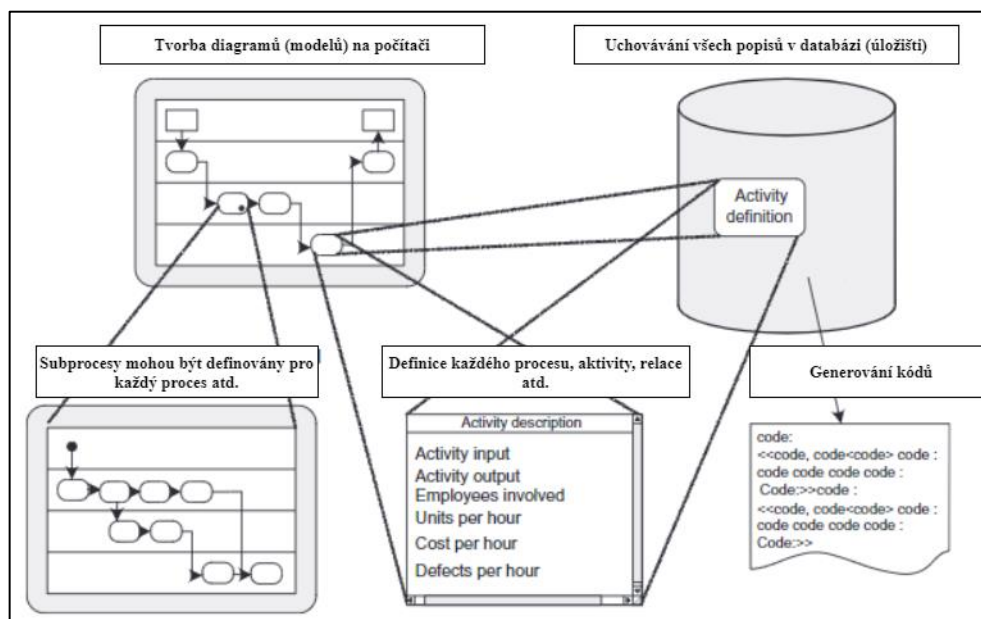 Tvorba diagramů (modelů) na počítači
Uchovávání všech popisů v databázi (úložišti)
Activity
definition
Subprocesy mohou být definovány pro
každý proces atd.
Definice každého procesu, aktivity, relace
atd.
Generování kódů
Activity description
Activity input
Activity output
Employees involved
Units per hour
Cost per hour
Defects per hour
code:
<<code, code<code> code :
code code code code :
Code:>>code :
<<code, code<code> code :
code code code code :
Code:>>